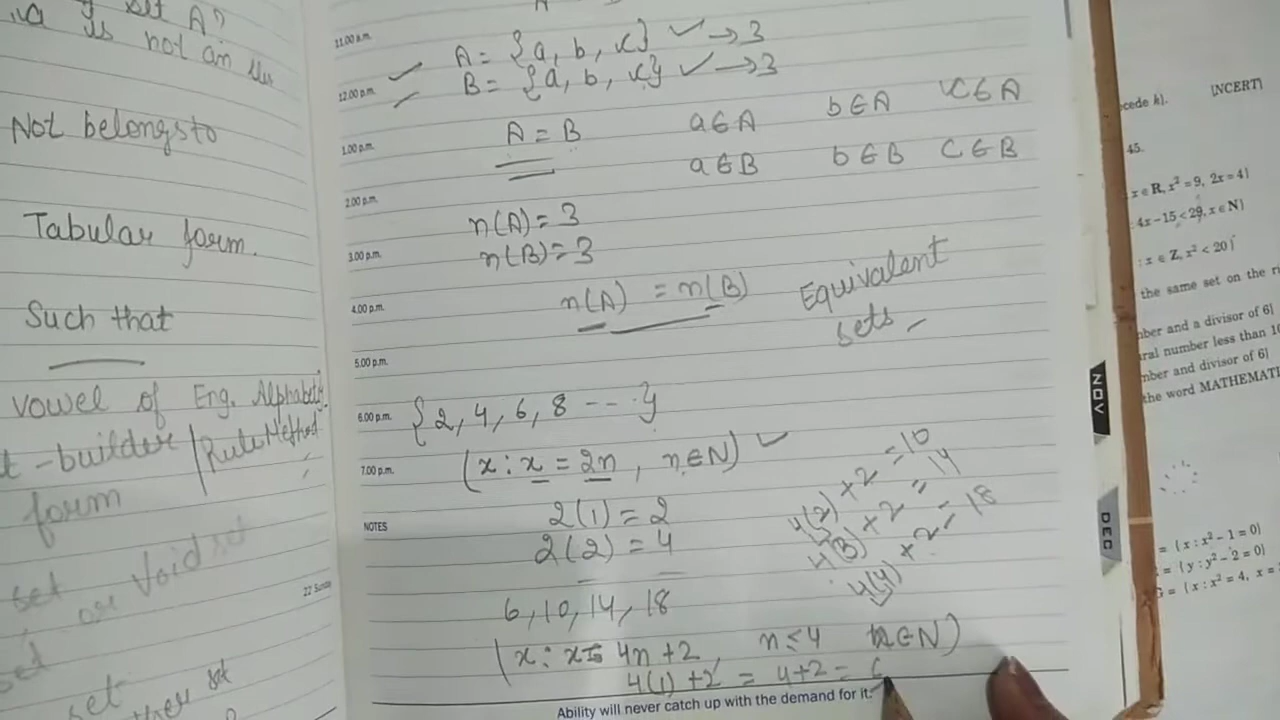 set A?
is not an
Not belongs to
Tabular form.
Such that
vowel of Eng. Alphabets.
t-builder / Rule Method
form
set or Void set
22 Sunday
set
set
11.00 a.m.
A = {a, b, c} ✓ → 3
12.00 p.m.
B = {a, b, c} ✓ → 3
1.00 p.m.
A = B
a ∈ A b ∈ A c ∈ A
a ∈ B b ∈ B c ∈ B
2.00 p.m.
n(A) = 3
3.00 p.m.
n(B) = 3
4.00 p.m.
n(A) = n(B) Equivalent
sets
5.00 p.m.
6.00 p.m.
{2, 4, 6, 8 --- }
7.00 p.m.
(x : x = 2n, n ∈ N) ✓
NOTES
2(1) = 2
2(2) = 4
4(2) + 2 = 10
4(3) + 2 = 14
4(4) + 2 = 18
6, 10, 14, 18
(x : x = 4n + 2, n ≤ 4 n ∈ N)
4(1) + 2 = 4 + 2 = 6
Ability will never catch up with the demand for it.
NOV
DEC
cede k}. [NCERT]
45.
: x ∈ R, x² = 9, 2x = 4}
4x - 15 < 29, x ∈ N}
: x ∈ Z, x² < 20}
the same set on the
ber and a divisor of 6}
ral number less than 10
nber and divisor of 6}
the word MATHEMATI
= {x : x² - 1 = 0}
= {y : y² - 2 = 0}
= {x : x² = 4, x =